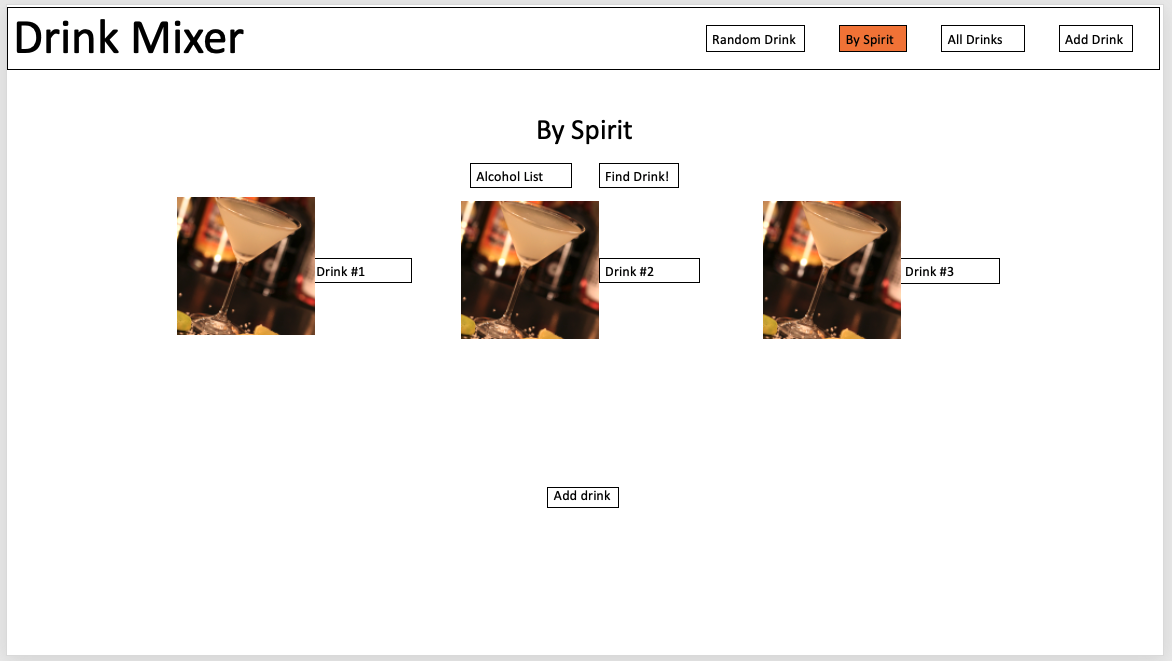 Drink Mixer
Random Drink
By Spirit
All Drinks
Add Drink
By Spirit
Alcohol List
Find Drink!
Drink #1
Drink #2
Drink #3
Add drink